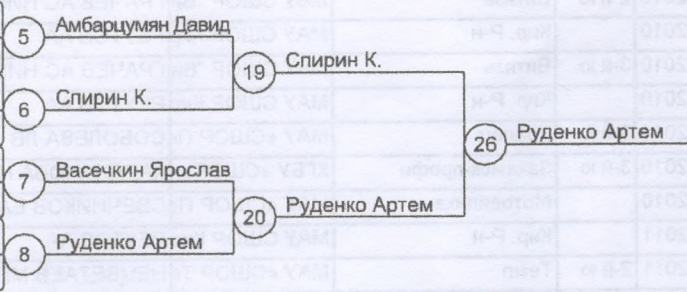 5 Амбарцумян Давид
19 Спирин К.
6 Спирин К.
26 Руденко Артем
7 Васечкин Ярослав
20 Руденко Артем
8 Руденко Артем